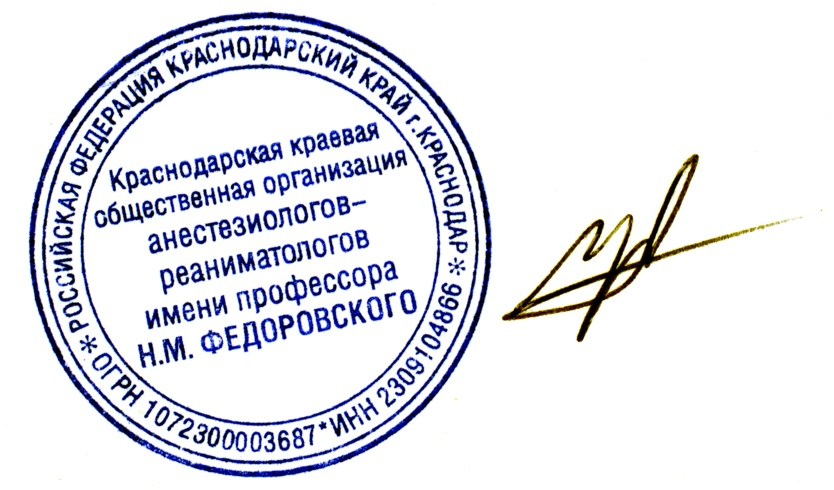 *РОССИЙСКАЯ ФЕДЕРАЦИЯ КРАСНОДАРСКИЙ КРАЙ г.КРАСНОДАР*
Краснодарская краевая
общественная организация
анестезиологов–
реаниматологов
имени профессора
Н.М. ФЕДОРОВСКОГО
ОГРН 1072300003687*ИНН 2309104866